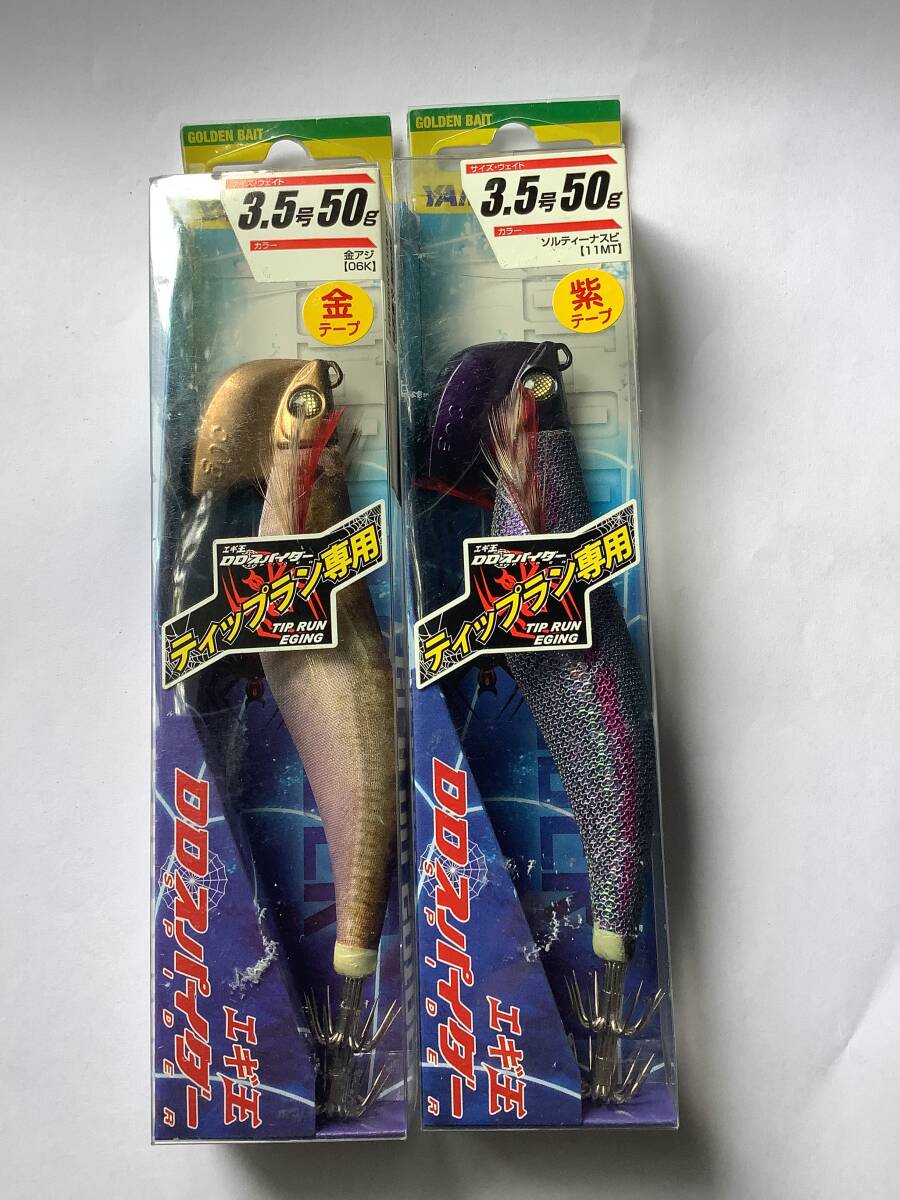 GOLDEN BAIT
サイズ・ウェイト
3.5号50g
カラー
金アジ
【06K】
金
テープ
エギ王
DDスパイダー
ティップラン専用
TIP RUN
EGING
DDスパイダー
SPIDER
エギ王
GOLDEN BAIT
YA
サイズ・ウェイト
3.5号50g
カラー
ソルティーナスビ
【11MT】
紫
テープ
エギ王
DDスパイダー
ティップラン専用
TIP RUN
EGING
DDスパイダー
SPIDER
エギ王